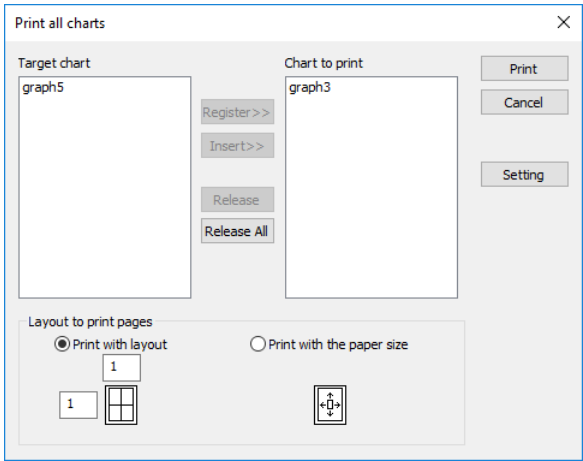 Print all charts
Target chart
Chart to print
Print
graph5
graph3
Register>>
Cancel
Insert>>
Setting
Release
Release All
Layout to print pages
Print with layout
Print with the paper size
1
1